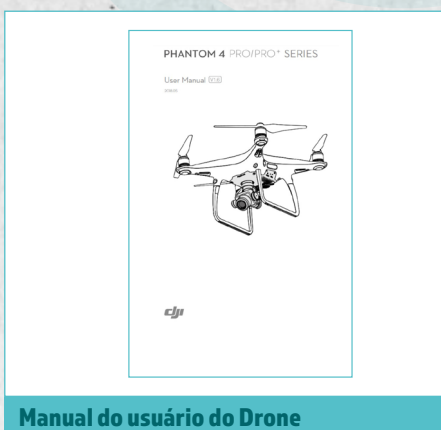 PHANTOM 4 PRO/PRO+ SERIES
User Manual
dji
Manual do usuário do Drone